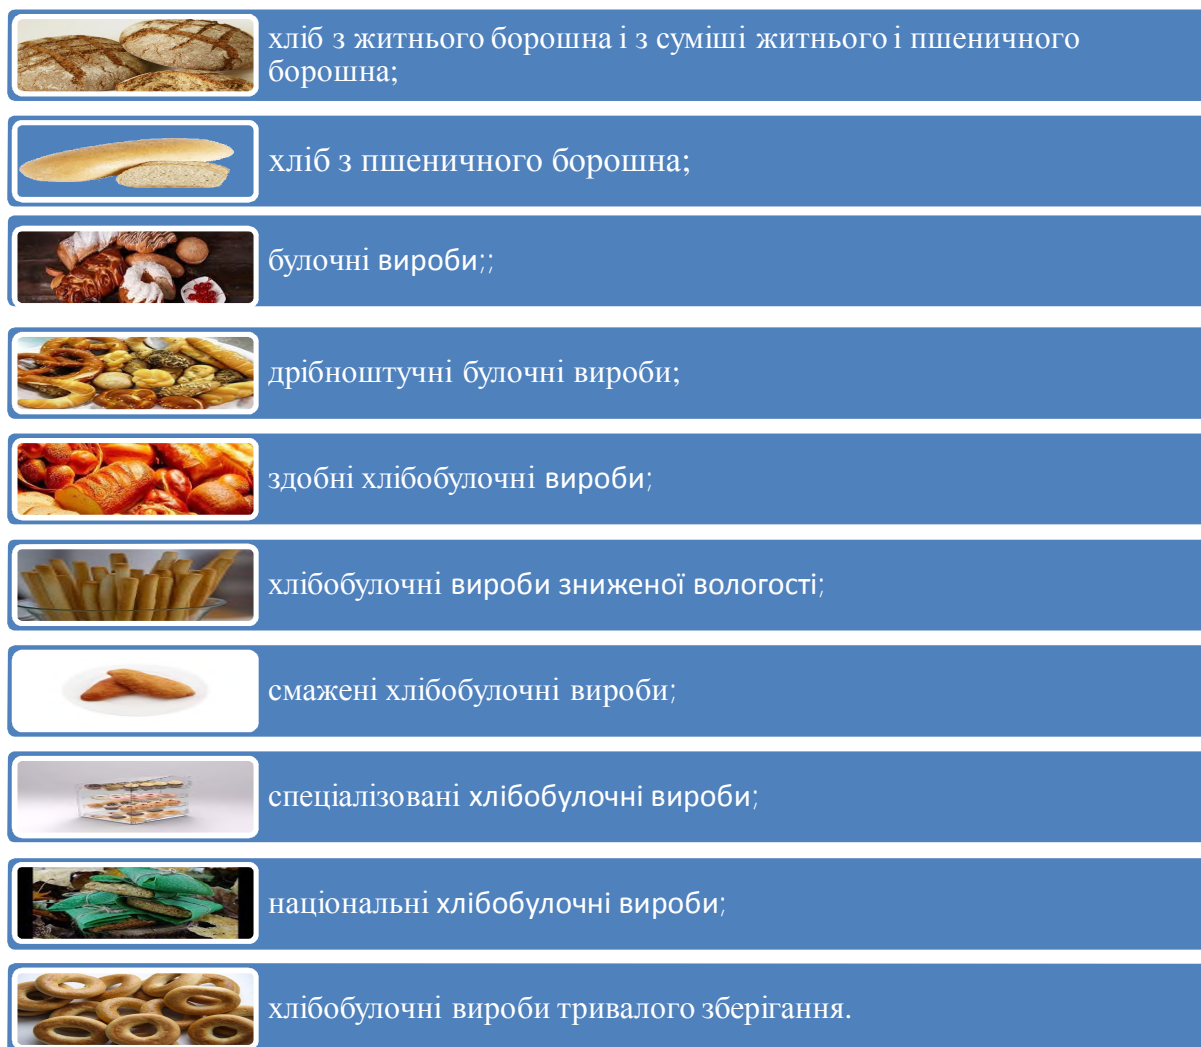 хліб з житнього борошна і з суміші житнього і пшеничного
борошна;
хліб з пшеничного борошна;
булочні вироби;;
дрібноштучні булочні вироби;
здобні хлібобулочні вироби;
хлібобулочні вироби зниженої вологості;
смажені хлібобулочні вироби;
спеціалізовані хлібобулочні вироби;
національні хлібобулочні вироби;
хлібобулочні вироби тривалого зберігання.